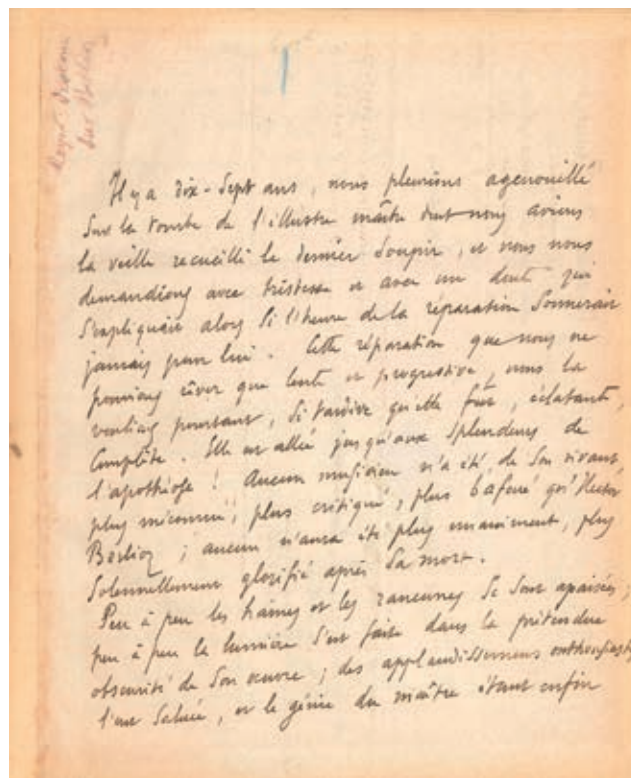 Reyer. Discours
sur Berlioz
Il y a dix-sept ans, nous pleurions agenouillé
sur la tombe de l'illustre maître dont nous avions
la veille recueilli le dernier soupir, et nous nous
demandions avec tristesse et avec un doute qui
s'expliquait alors si l'heure de la réparation sonnerait
jamais pour lui. Cette réparation que nous ne
pouvions rêver que lente et progressive, nous la
voulions pourtant, si tardive qu'elle fût, éclatante,
complète. Elle est allée jusqu'aux splendeurs de
l'apothéose ! Aucun musicien n'a été, de son vivant,
plus méconnu, plus critiqué, plus bafoué qu'Hector
Berlioz ; aucun n'aura été plus unanimement, plus
solennellement glorifié après sa mort.
Peu à peu les haines et les rancunes se sont apaisées ;
peu à peu la lumière s'est faite dans la prétendue
obscurité de son œuvre ; des applaudissements enthousiastes
l'ont saluée, et le génie du maître étant enfin